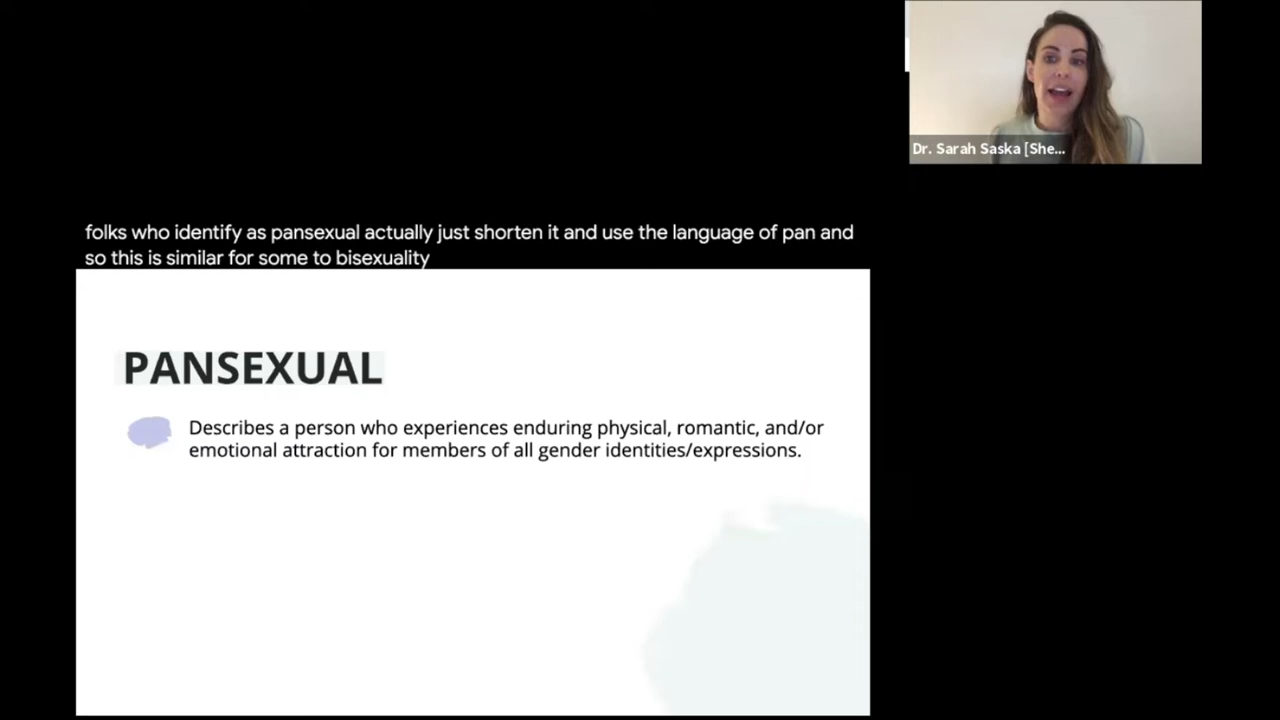 Dr. Sarah Saska [She...
folks who identify as pansexual actually just shorten it and use the language of pan and
so this is similar for some to bisexuality
PANSEXUAL
Describes a person who experiences enduring physical, romantic, and/or
emotional attraction for members of all gender identities/expressions.